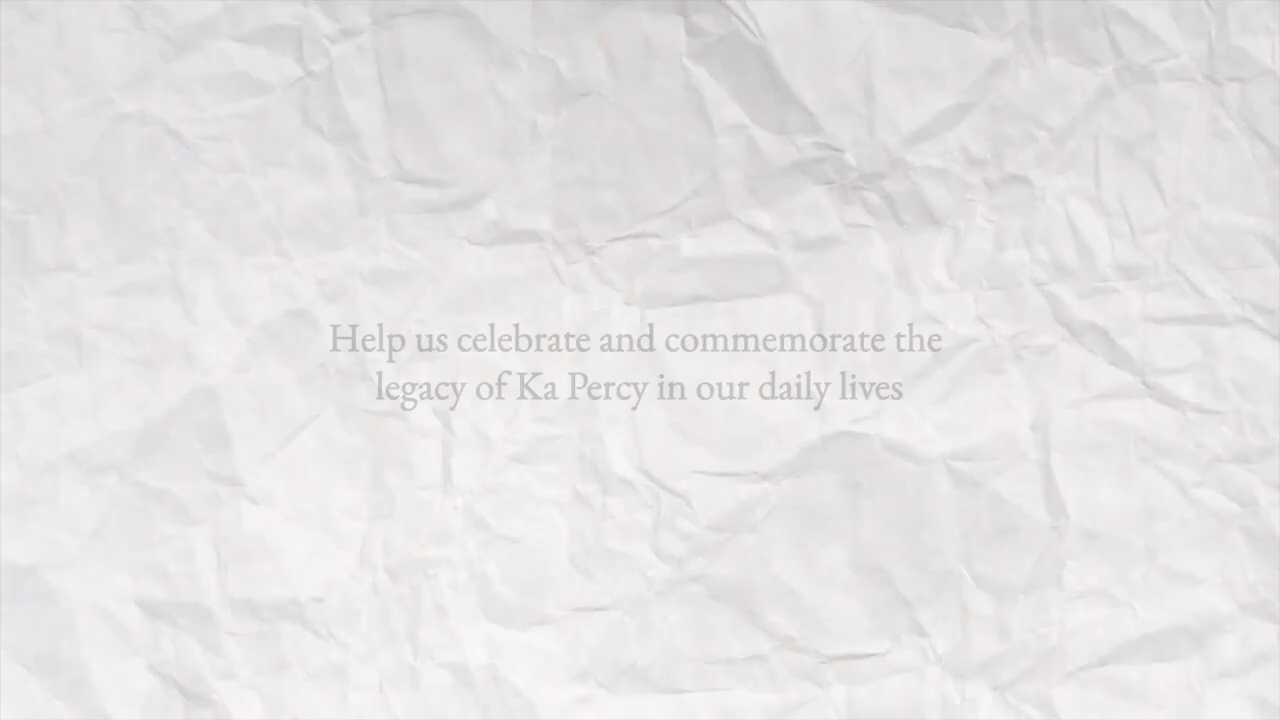 Help us celebrate and commemorate the
legacy of Ka Percy in our daily lives